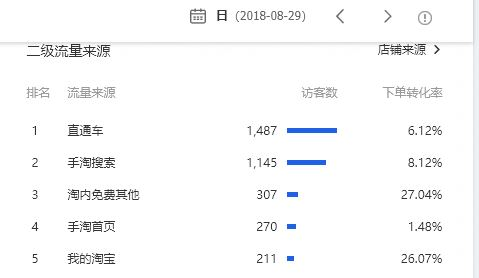 日（2018-08-29）
二级流量来源 店铺来源
排名 流量来源 访客数 下单转化率
1 直通车 1,487 6.12%
2 手淘搜索 1,145 8.12%
3 淘内免费其他 307 27.04%
4 手淘首页 270 1.48%
5 我的淘宝 211 26.07%